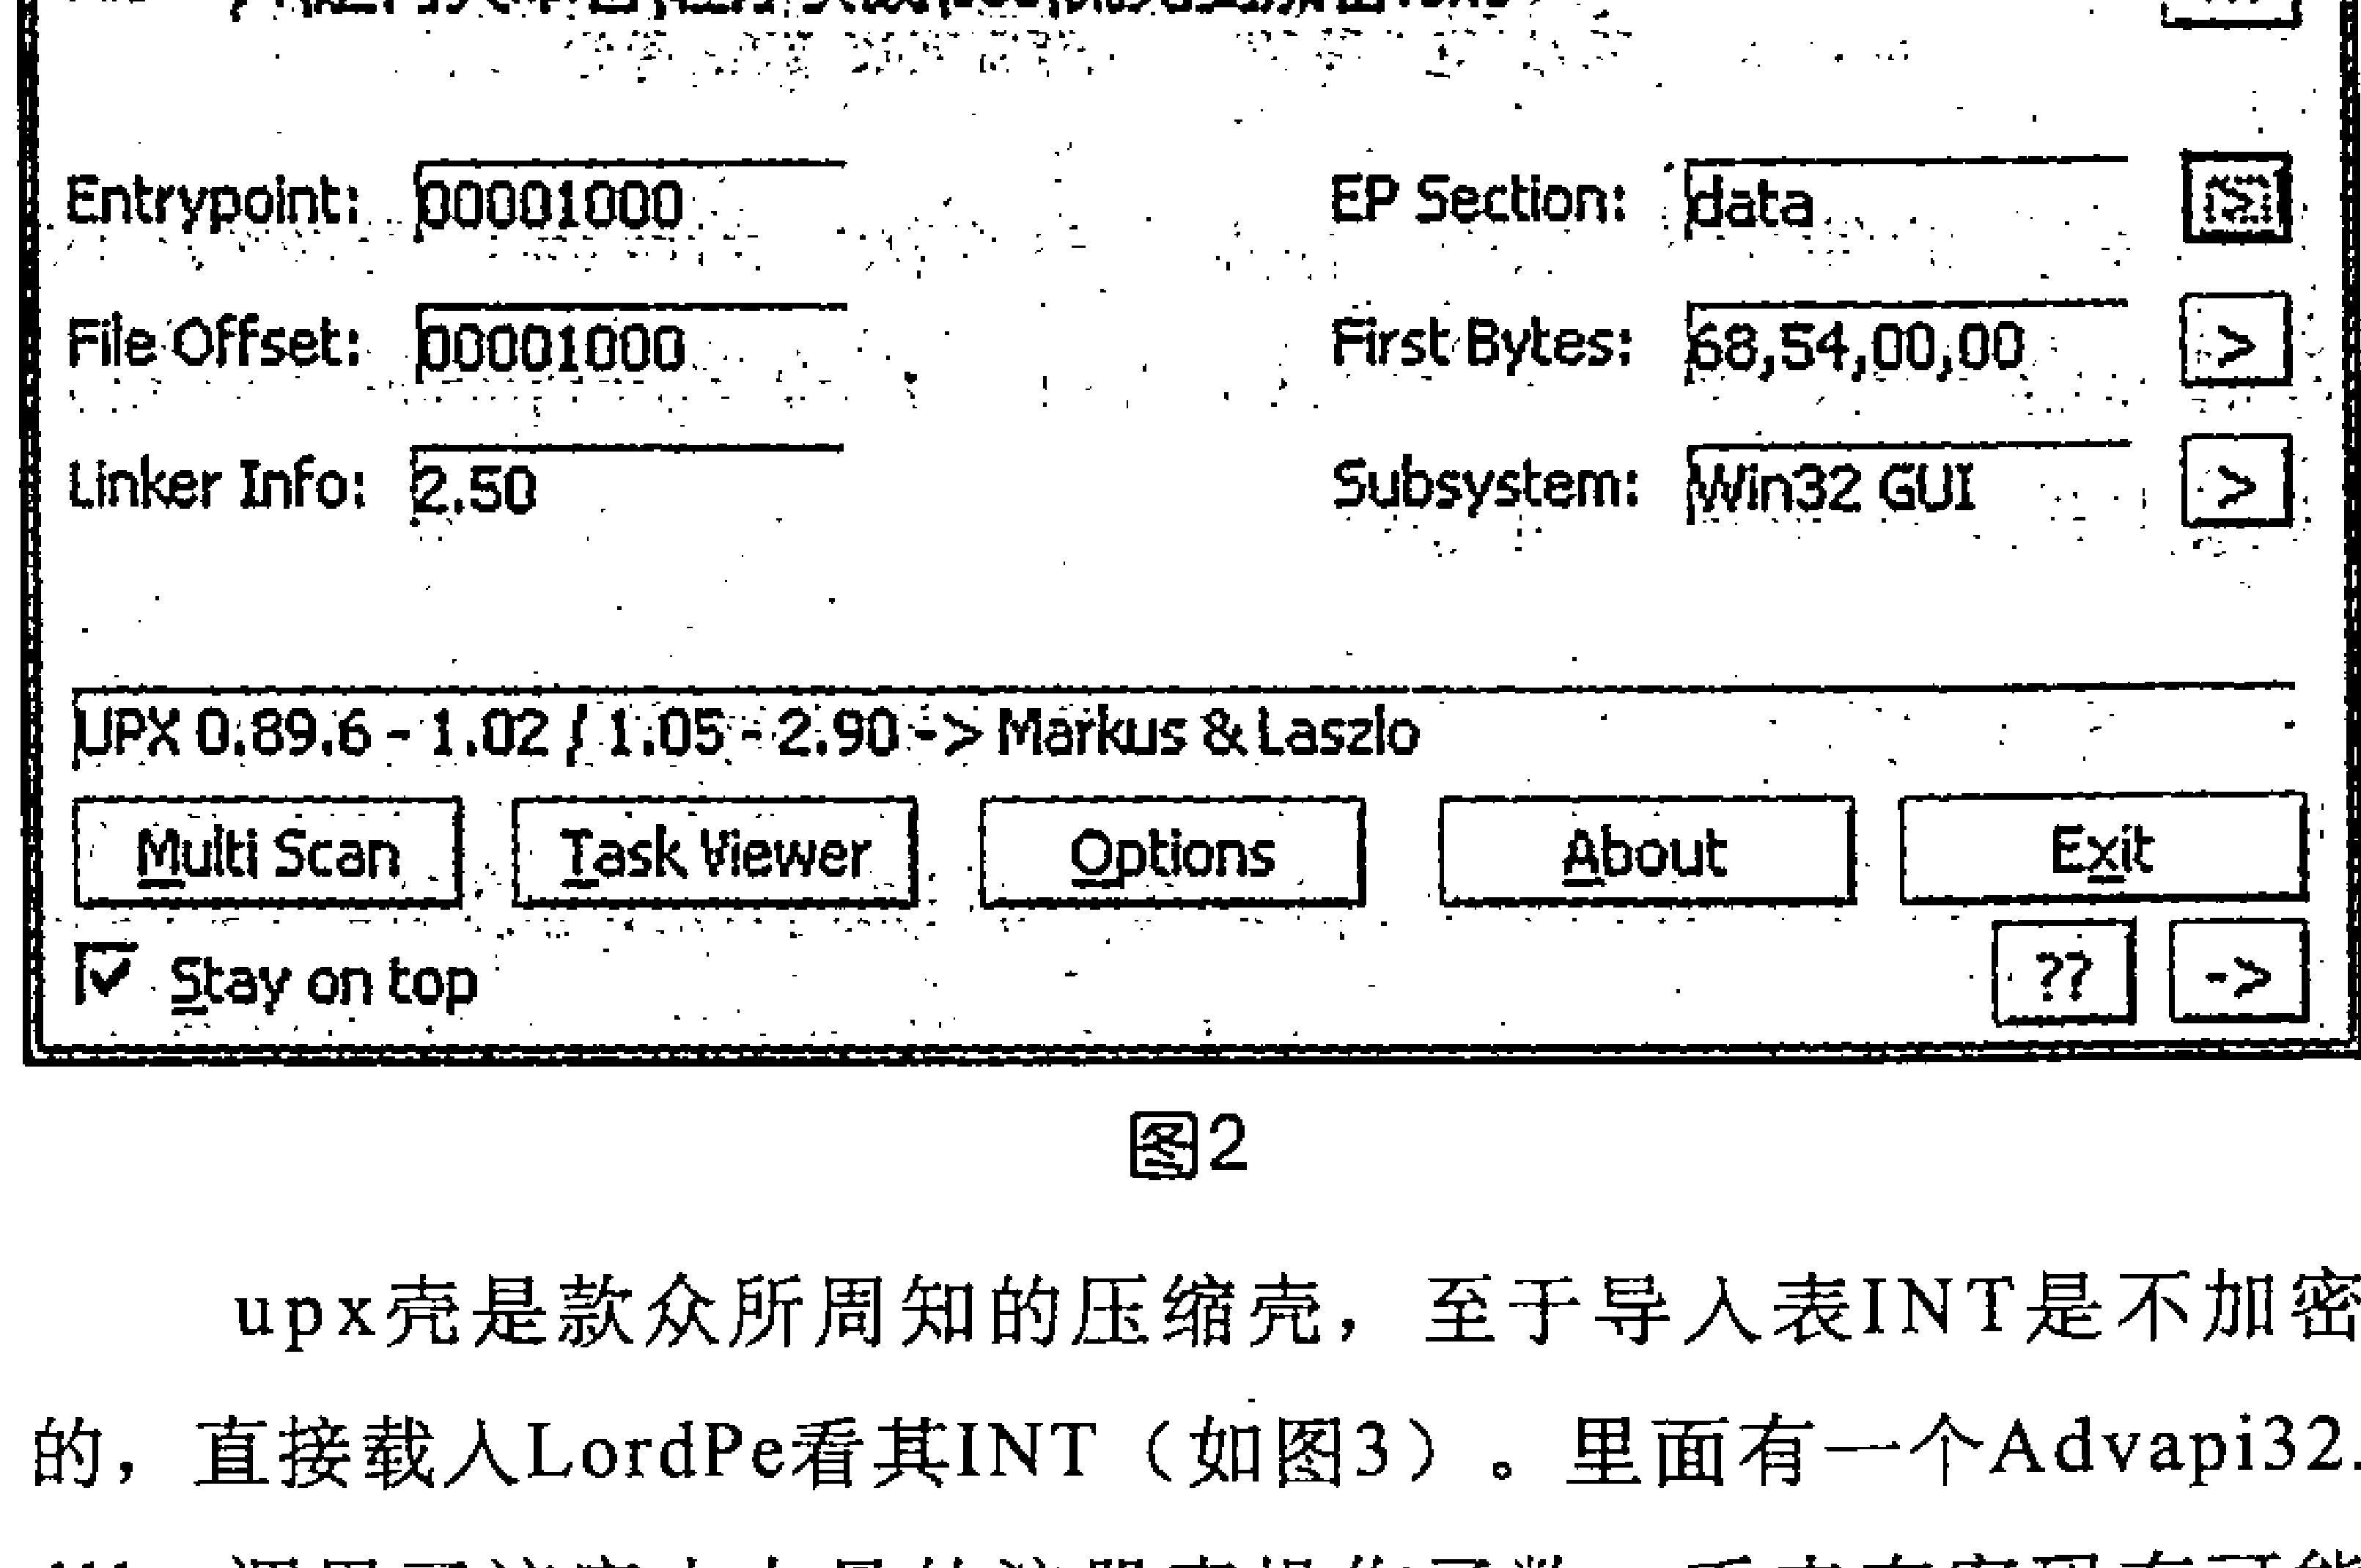 Entrypoint: 00001000 EP Section: data >
File Offset: 00001000 First Bytes: 68,54,00,00 >
Linker Info: 2.50 Subsystem: Win32 GUI >
UPX 0.89.6 - 1.02 / 1.05 - 2.90 -> Markus & Laszlo
Multi Scan Task Viewer Options About Exit
Stay on top ?? ->
图2
upx壳是款众所周知的压缩壳，至于导入表INT是不加密
的，直接载入LordPe看其INT（如图3）。里面有一个Advapi32.